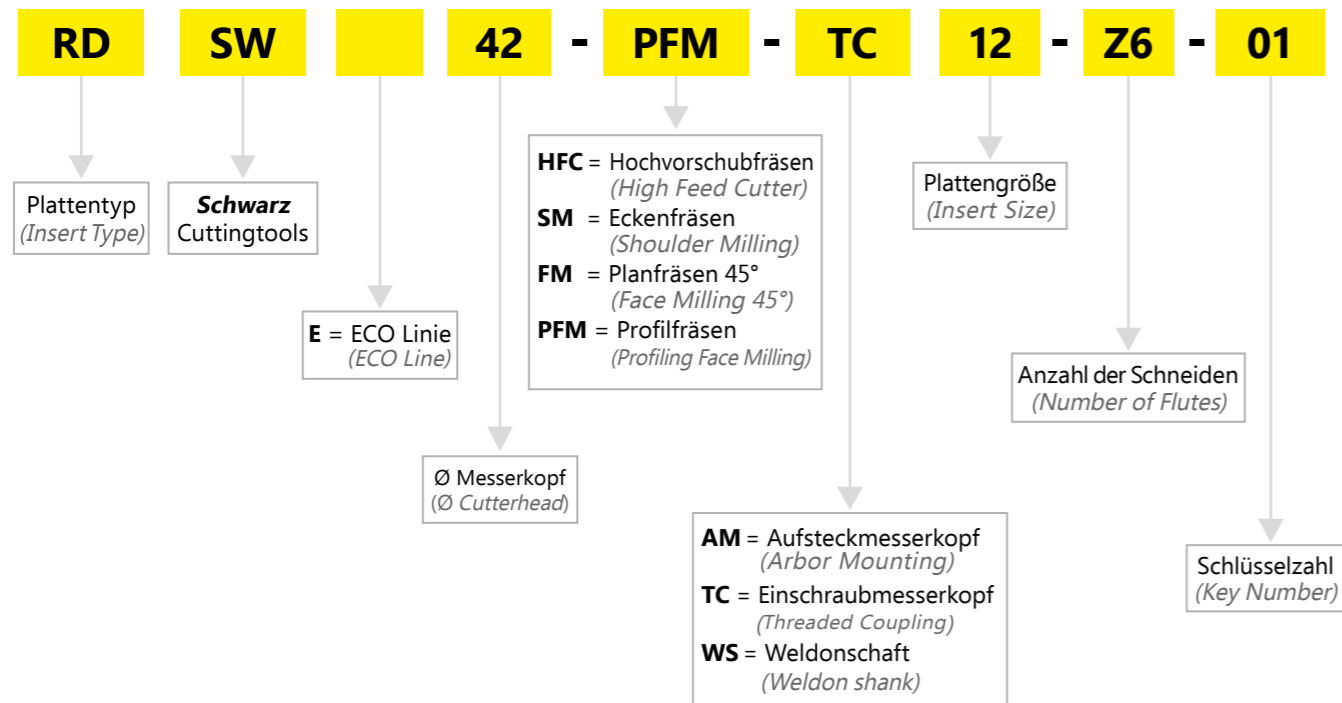 RD SW 42 - PFM - TC 12 - Z6 - 01
Plattentyp
(Insert Type)
Schwarz
Cuttingtools
E = ECO Linie
(ECO Line)
Ø Messerkopf
(Ø Cutterhead)
HFC = Hochvorschubfräsen
(High Feed Cutter)
SM = Eckenfräsen
(Shoulder Milling)
FM = Planfräsen 45°
(Face Milling 45°)
PFM = Profilfräsen
(Profiling Face Milling)
AM = Aufsteckmesserkopf
(Arbor Mounting)
TC = Einschraubmesserkopf
(Threaded Coupling)
WS = Weldonschaft
(Weldon shank)
Plattengröße
(Insert Size)
Anzahl der Schneiden
(Number of Flutes)
Schlüsselzahl
(Key Number)